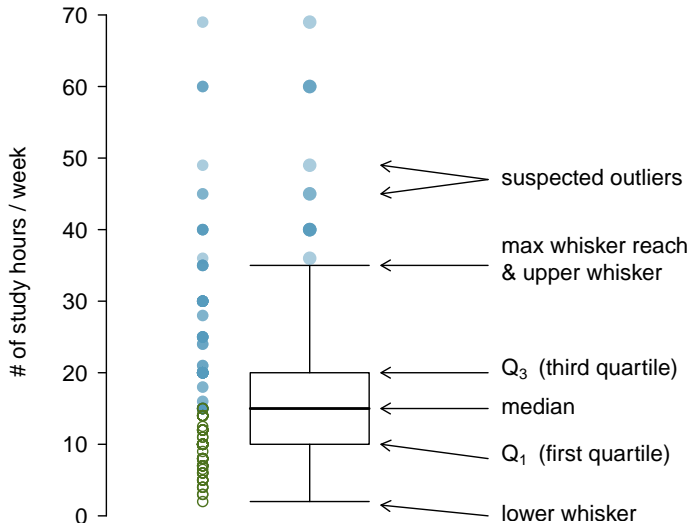 # of study hours / week
70
60
50
40
30
20
10
0
suspected outliers
max whisker reach
& upper whisker
Q₃ (third quartile)
median
Q₁ (first quartile)
lower whisker